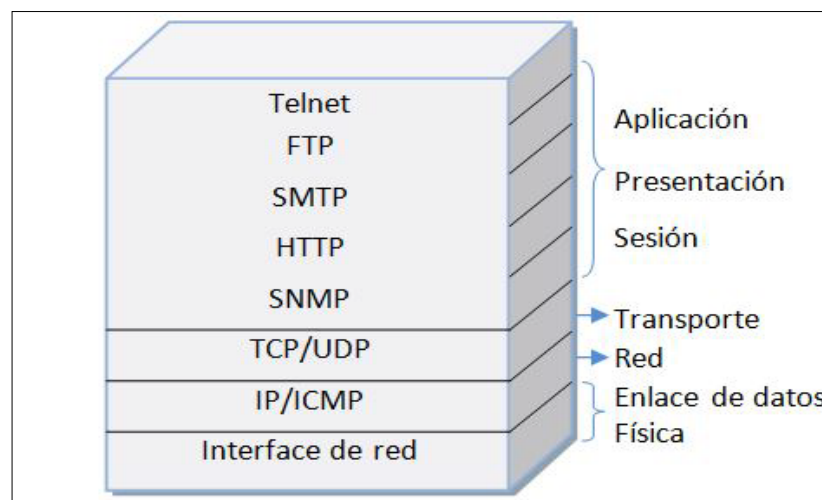 Telnet
FTP
SMTP
HTTP
SNMP
TCP/UDP
IP/ICMP
Interface de red
Aplicación
Presentación
Sesión
Transporte
Red
Enlace de datos
Física